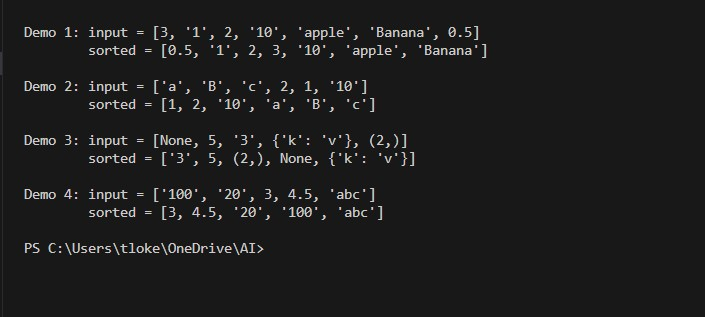 Demo 1: input = [3, '1', 2, '10', 'apple', 'Banana', 0.5]
sorted = [0.5, '1', 2, 3, '10', 'apple', 'Banana']
Demo 2: input = ['a', 'B', 'c', 2, 1, '10']
sorted = [1, 2, '10', 'a', 'B', 'c']
Demo 3: input = [None, 5, '3', {'k': 'v'}, (2,)]
sorted = ['3', 5, (2,), None, {'k': 'v'}]
Demo 4: input = ['100', '20', 3, 4.5, 'abc']
sorted = [3, 4.5, '20', '100', 'abc']
PS C:\Users\tloke\OneDrive\AI>